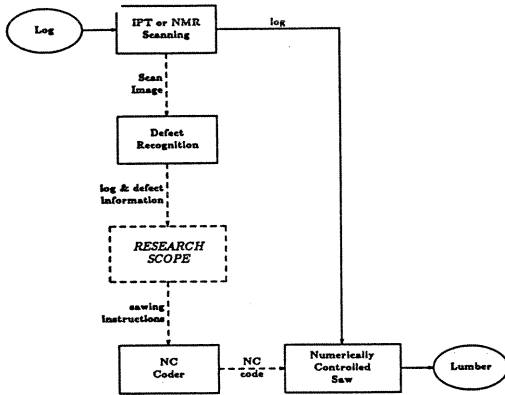 Log
IPT or NMR
Scanning
log
Scan
Image
Defect
Recognition
log & defect
information
RESEARCH
SCOPE
sawing
instructions
NC
Coder
NC
code
Numerically
Controlled
Saw
Lumber